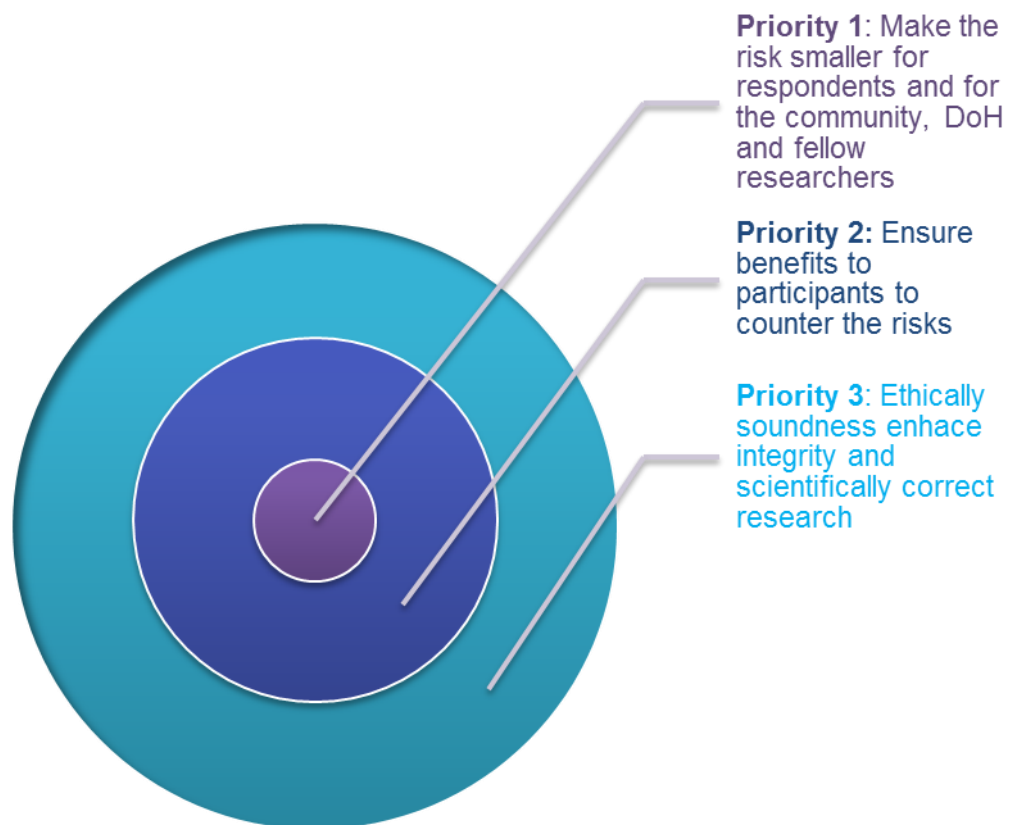 Priority 1: Make the
risk smaller for
respondents and for
the community, DoH
and fellow
researchers
Priority 2: Ensure
benefits to
participants to
counter the risks
Priority 3: Ethically
soundness enhace
integrity and
scientifically correct
research